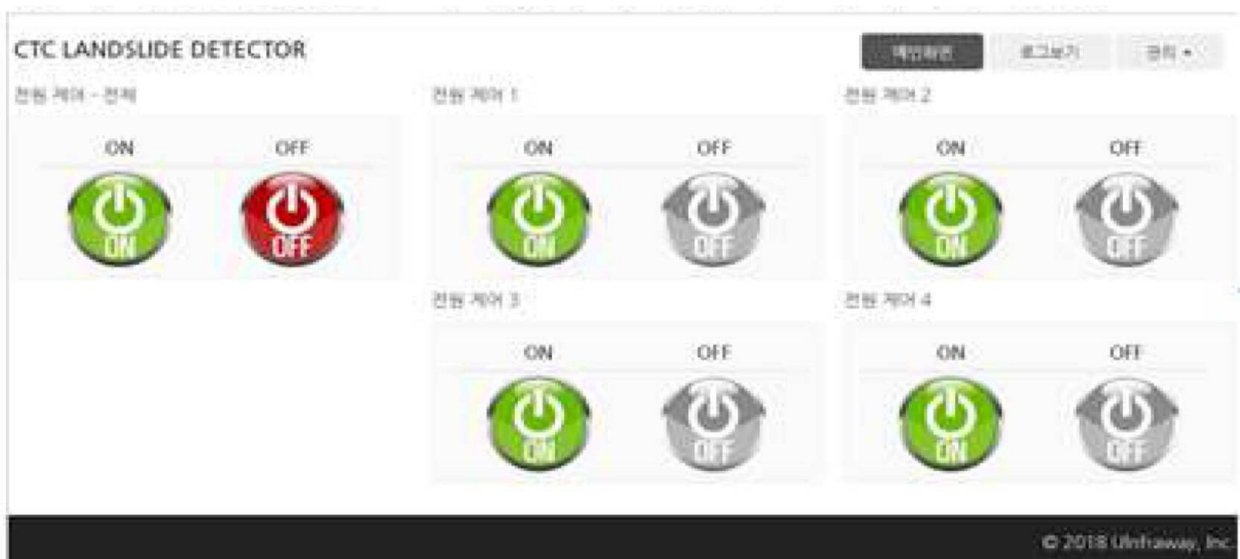 CTC LANDSLIDE DETECTOR
메인화면 로그보기 관리
전원 제어 - 전체
ON OFF
ON OFF
전원 제어 1
ON OFF
ON OFF
전원 제어 2
ON OFF
ON OFF
전원 제어 3
ON OFF
ON OFF
전원 제어 4
ON OFF
ON OFF
© 2018 UInfraway, Inc.